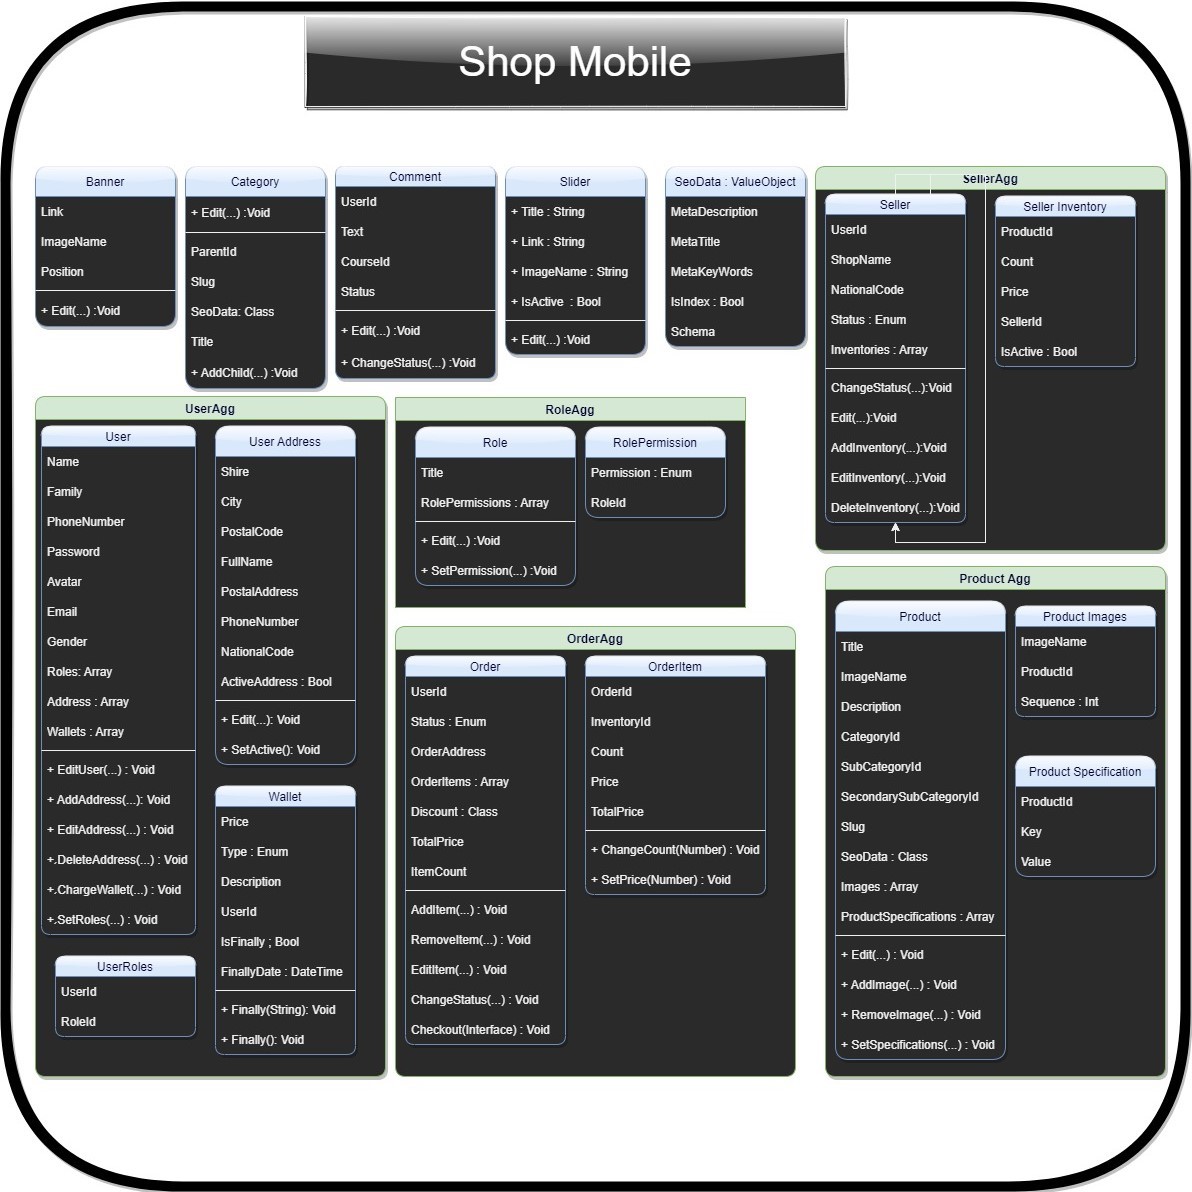 Shop Mobile
Banner
Link
ImageName
Position
+ Edit(...) :Void
Category
+ Edit(...) :Void
ParentId
Slug
SeoData: Class
Title
+ AddChild(...) :Void
Comment
UserId
Text
CourseId
Status
+ Edit(...) :Void
+ ChangeStatus(...) :Void
Slider
+ Title : String
+ Link : String
+ ImageName : String
+ IsActive  : Bool
+ Edit(...) :Void
SeoData : ValueObject
MetaDescription
MetaTitle
MetaKeyWords
IsIndex : Bool
Schema
SellerAgg
Seller
UserId
ShopName
NationalCode
Status : Enum
Inventories : Array
ChangeStatus(...):Void
Edit(...):Void
AddInventory(...):Void
EditInventory(...):Void
DeleteInventory(...):Void
Seller Inventory
ProductId
Count
Price
SellerId
IsActive : Bool
UserAgg
User
Name
Family
PhoneNumber
Password
Avatar
Email
Gender
Roles: Array
Address : Array
Wallets : Array
+ EditUser(...) : Void
+ AddAddress(...): Void
+ EditAddress(...) : Void
+.DeleteAddress(...) : Void
+.ChargeWallet(...) : Void
+.SetRoles(...) : Void
UserRoles
UserId
RoleId
User Address
Shire
City
PostalCode
FullName
PostalAddress
PhoneNumber
NationalCode
ActiveAddress : Bool
+ Edit(...): Void
+ SetActive(): Void
Wallet
Price
Type : Enum
Description
UserId
IsFinally ; Bool
FinallyDate : DateTime
+ Finally(String): Void
+ Finally(): Void
RoleAgg
Role
Title
RolePermissions : Array
+ Edit(...) :Void
+ SetPermission(...) :Void
RolePermission
Permission : Enum
RoleId
OrderAgg
Order
UserId
Status : Enum
OrderAddress
OrderItems : Array
Discount : Class
TotalPrice
ItemCount
AddItem(...) : Void
RemoveItem(...) : Void
EditItem(...) : Void
ChangeStatus(...) : Void
Checkout(Interface) : Void
OrderItem
OrderId
InventoryId
Count
Price
TotalPrice
+ ChangeCount(Number) : Void
+ SetPrice(Number) : Void
Product Agg
Product
Title
ImageName
Description
CategoryId
SubCategoryId
SecondarySubCategoryId
Slug
SeoData : Class
Images : Array
ProductSpecifications : Array
+ Edit(...) : Void
+ AddImage(...) : Void
+ RemoveImage(...) : Void
+ SetSpecifications(...) : Void
Product Images
ImageName
ProductId
Sequence : Int
Product Specification
ProductId
Key
Value